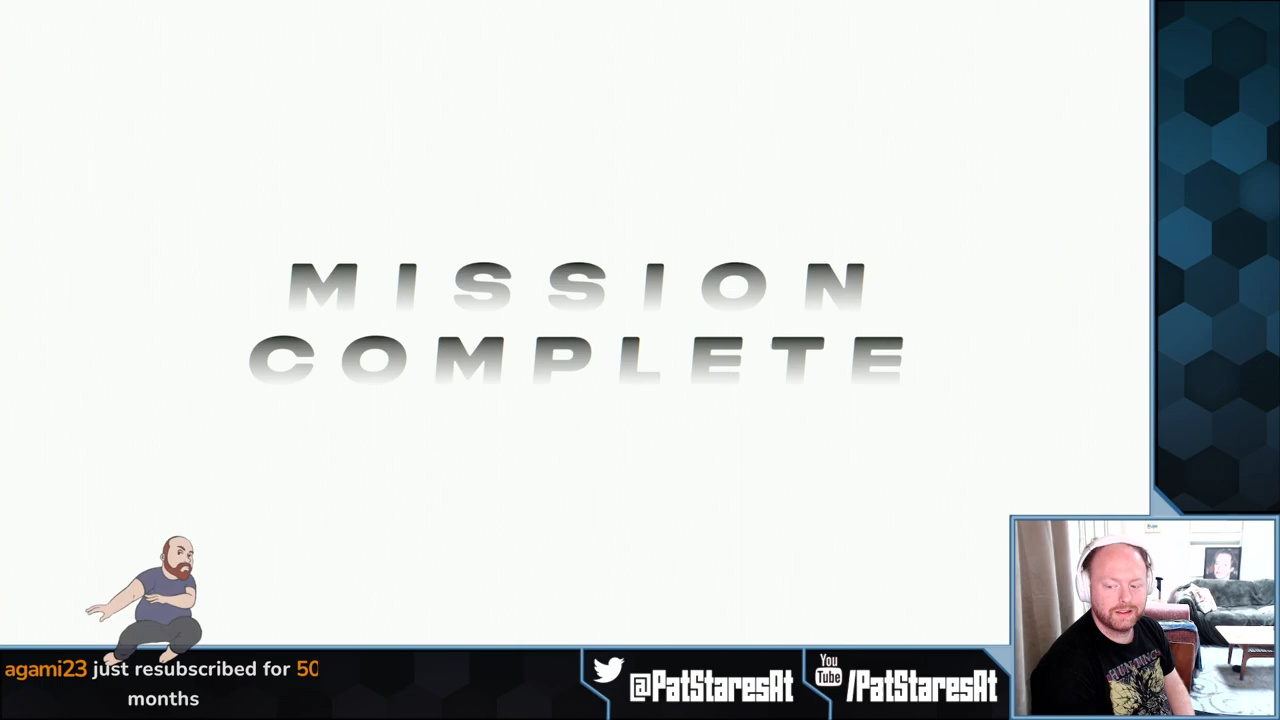 MISSION
COMPLETE
agami23 just resubscribed for 50
months
@PatStaresAt
You
Tube
/PatStaresAt